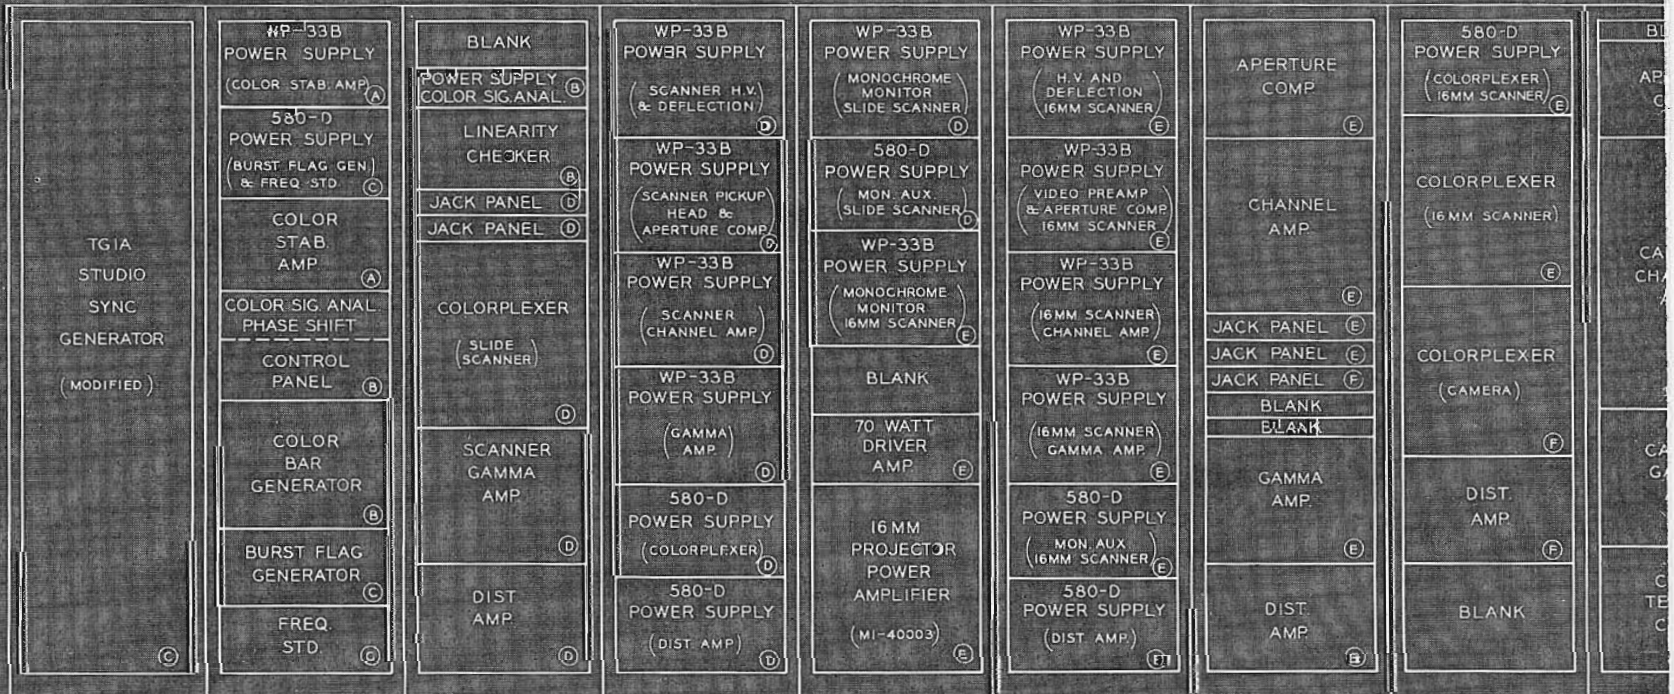 TG1A
STUDIO
SYNC
GENERATOR
(MODIFIED)
C
WP-33B
POWER SUPPLY
(COLOR STAB. AMP)
A
580-D
POWER SUPPLY
(BURST FLAG GEN.
& FREQ. STD.)
C
COLOR
STAB.
AMP
A
COLOR SIG. ANAL.
PHASE SHIFT
CONTROL
PANEL
B
COLOR
BAR
GENERATOR
B
BURST FLAG
GENERATOR
C
FREQ.
STD.
C
BLANK
POWER SUPPLY
COLOR SIG. ANAL.
B
LINEARITY
CHECKER
B
JACK PANEL D
JACK PANEL D
COLORPLEXER
(SLIDE
SCANNER)
D
SCANNER
GAMMA
AMP.
D
DIST
AMP.
D
WP-33B
POWER SUPPLY
(SCANNER H.V.
& DEFLECTION)
D
WP-33B
POWER SUPPLY
(SCANNER PICKUP
HEAD &
APERTURE COMP.)
D
WP-33B
POWER SUPPLY
(SCANNER
CHANNEL AMP.)
D
WP-33B
POWER SUPPLY
(GAMMA
AMP.)
D
580-D
POWER SUPPLY
(COLORPLEXER)
D
580-D
POWER SUPPLY
(DIST AMP)
D
WP-33B
POWER SUPPLY
(MONOCHROME
MONITOR
SLIDE SCANNER)
D
580-D
POWER SUPPLY
(MON. AUX.
SLIDE SCANNER)
D
WP-33B
POWER SUPPLY
(MONOCHROME
MONITOR
16MM SCANNER)
E
BLANK
70 WATT
DRIVER
AMP.
E
16MM
PROJECTOR
POWER
AMPLIFIER
(MI-40003)
E
WP-33B
POWER SUPPLY
(H.V. AND
DEFLECTION
16MM SCANNER)
E
WP-33B
POWER SUPPLY
(VIDEO PREAMP
& APERTURE COMP
16MM SCANNER)
E
WP-33B
POWER SUPPLY
(16MM SCANNER
CHANNEL AMP.)
E
WP-33B
POWER SUPPLY
(16MM SCANNER
GAMMA AMP.)
E
580-D
POWER SUPPLY
(MON. AUX
16MM SCANNER)
E
580-D
POWER SUPPLY
(DIST AMP.)
E
APERTURE
COMP.
E
CHANNEL
AMP.
E
JACK PANEL E
JACK PANEL E
JACK PANEL F
BLANK
BLANK
GAMMA
AMP.
E
DIST.
AMP.
E
580-D
POWER SUPPLY
(COLORPLEXER
16MM SCANNER)
E
COLORPLEXER
(16MM SCANNER)
E
COLORPLEXER
(CAMERA)
F
DIST.
AMP.
F
BLANK
BL
AP
C
CA
CHA
A
CA
GA
C
TE
C